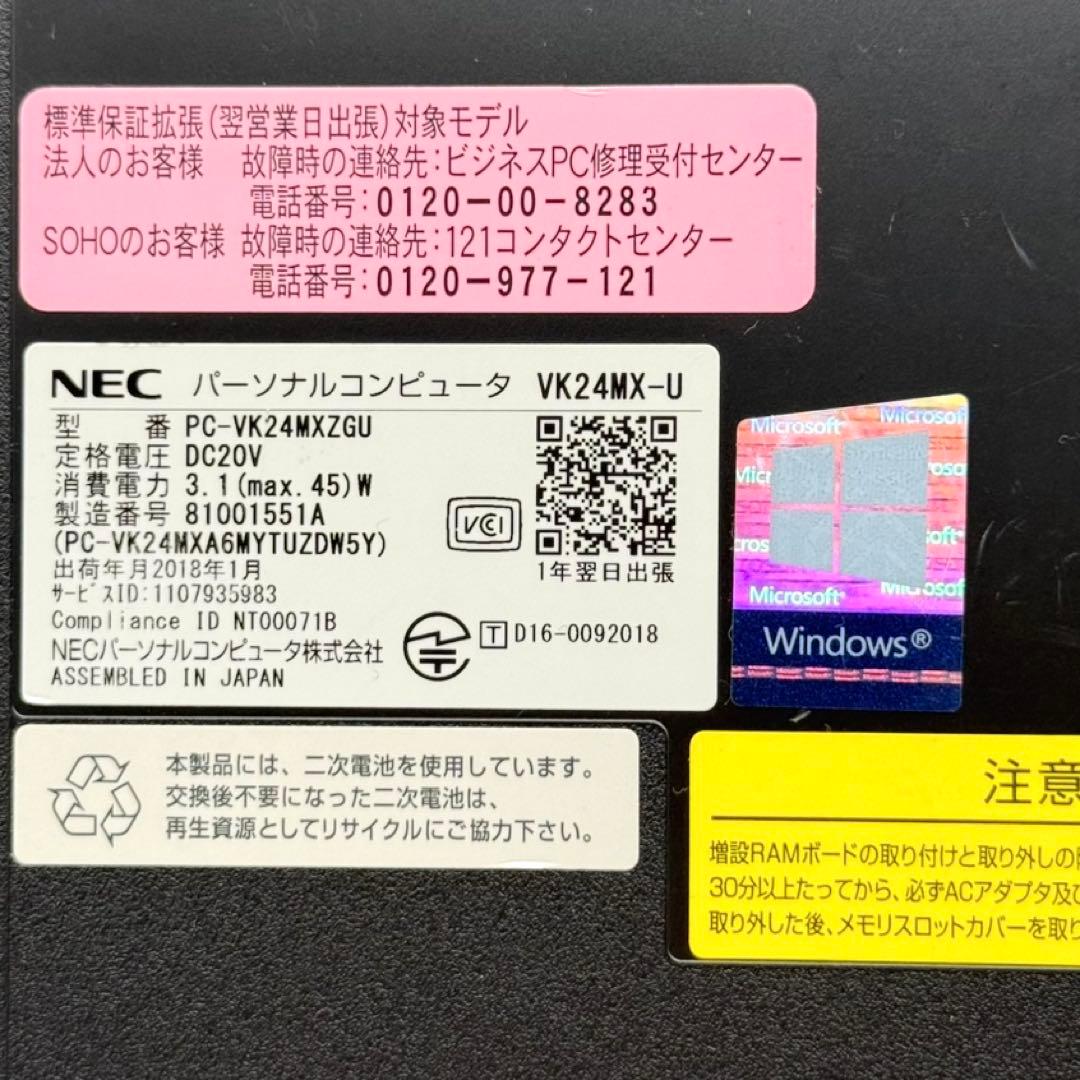 標準保証拡張(翌営業日出張)対象モデル
法人のお客様 故障時の連絡先:ビジネスPC修理受付センター
電話番号:0120-00-8283
SOHOのお客様 故障時の連絡先:121コンタクトセンター
電話番号:0120-977-121
NEC パーソナルコンピュータ VK24MX-U
型番 PC-VK24MXZGU
定格電圧 DC20V
消費電力 3.1(max.45)W
製造番号 81001551A
(PC-VK24MXA6MYTUZDW5Y)
出荷年月2018年1月
サービスID:1107935983
Compliance ID NT00071B
NECパーソナルコンピュータ株式会社
ASSEMBLED IN JAPAN
VCCI
1年翌日出張
T D16-0092018
Microsoft Microsoft
Microsoft Microsoft
Windows®
本製品には、二次電池を使用しています。
交換後不要になった二次電池は、
再生資源としてリサイクルにご協力下さい。
注意
増設RAMボードの取り付けと取り外しの
30分以上たってから、必ずACアダプタ及び
取り外した後、メモリスロットカバーを取り